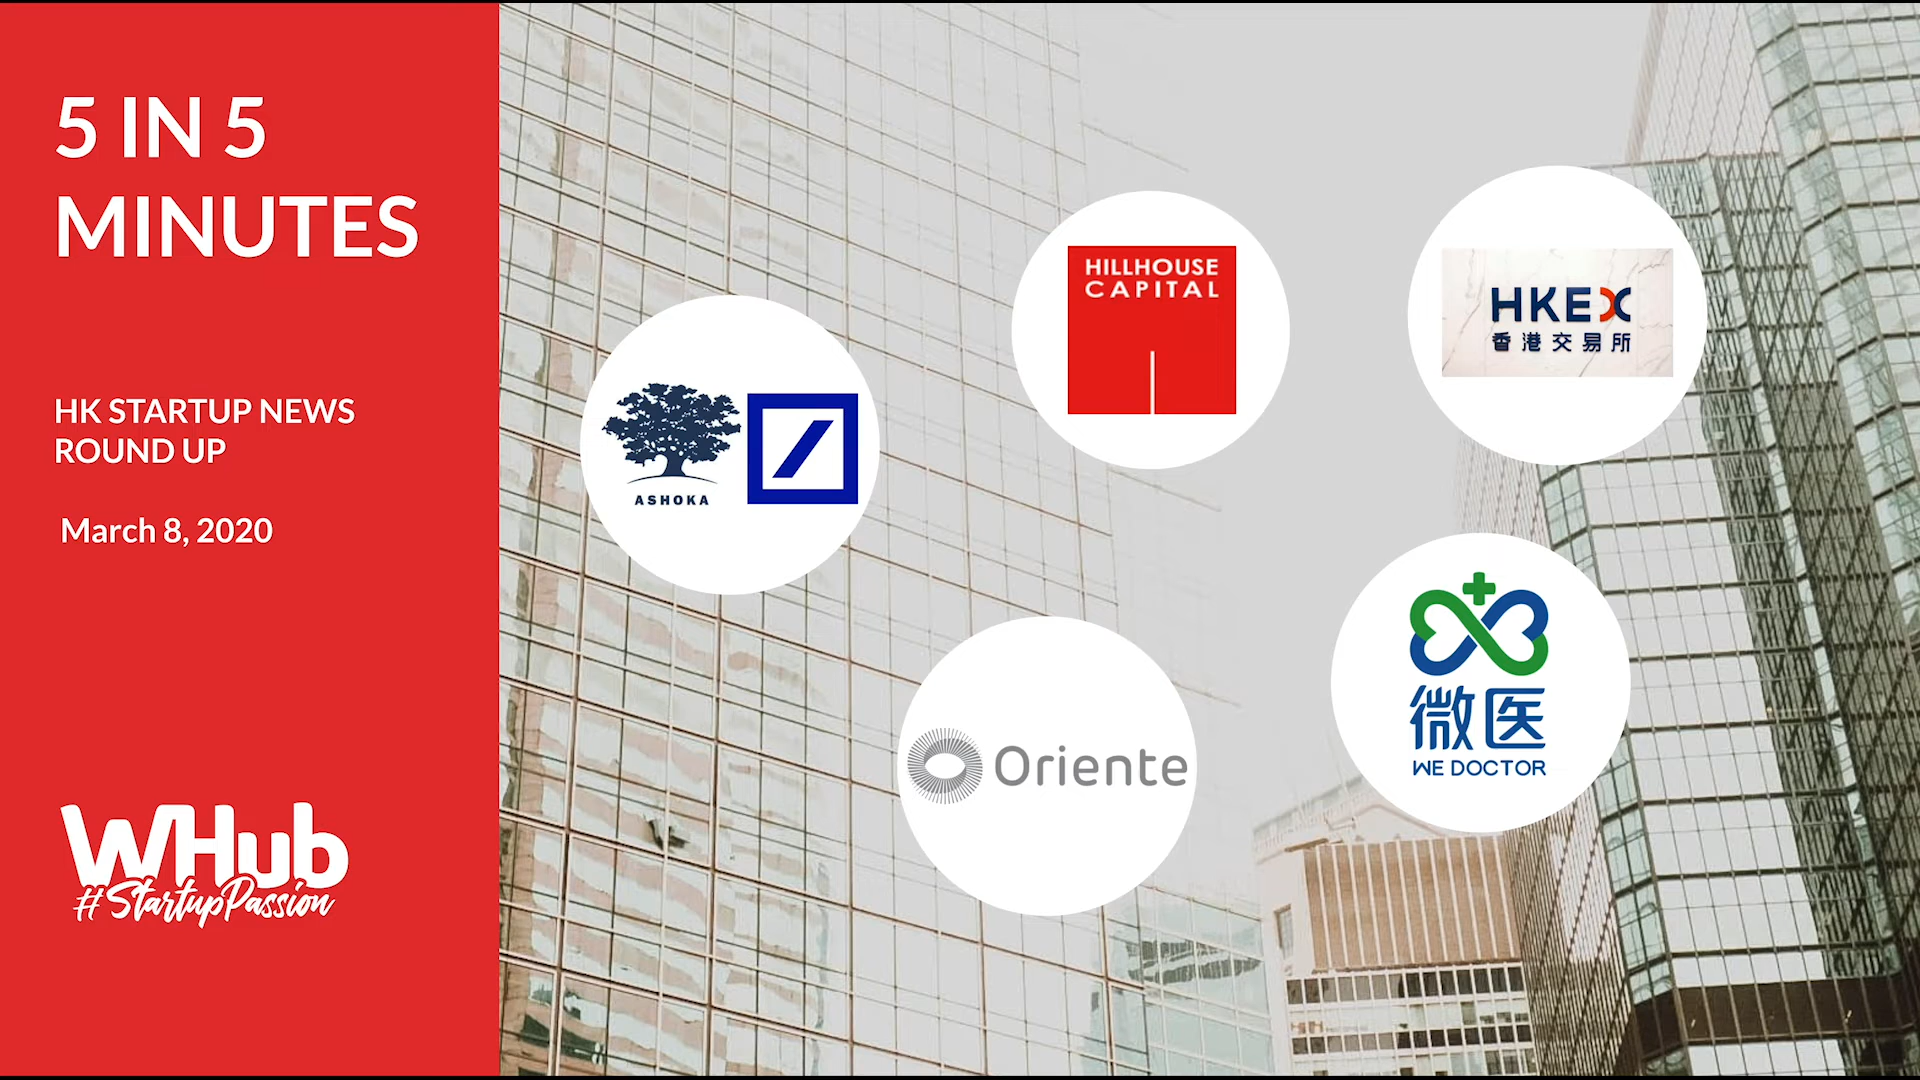 5 IN 5
MINUTES
HK STARTUP NEWS
ROUND UP
March 8, 2020
WHub
#StartupPassion
ASHOKA
HILLHOUSE
CAPITAL
HKEX
香港交易所
Oriente
微医
WE DOCTOR